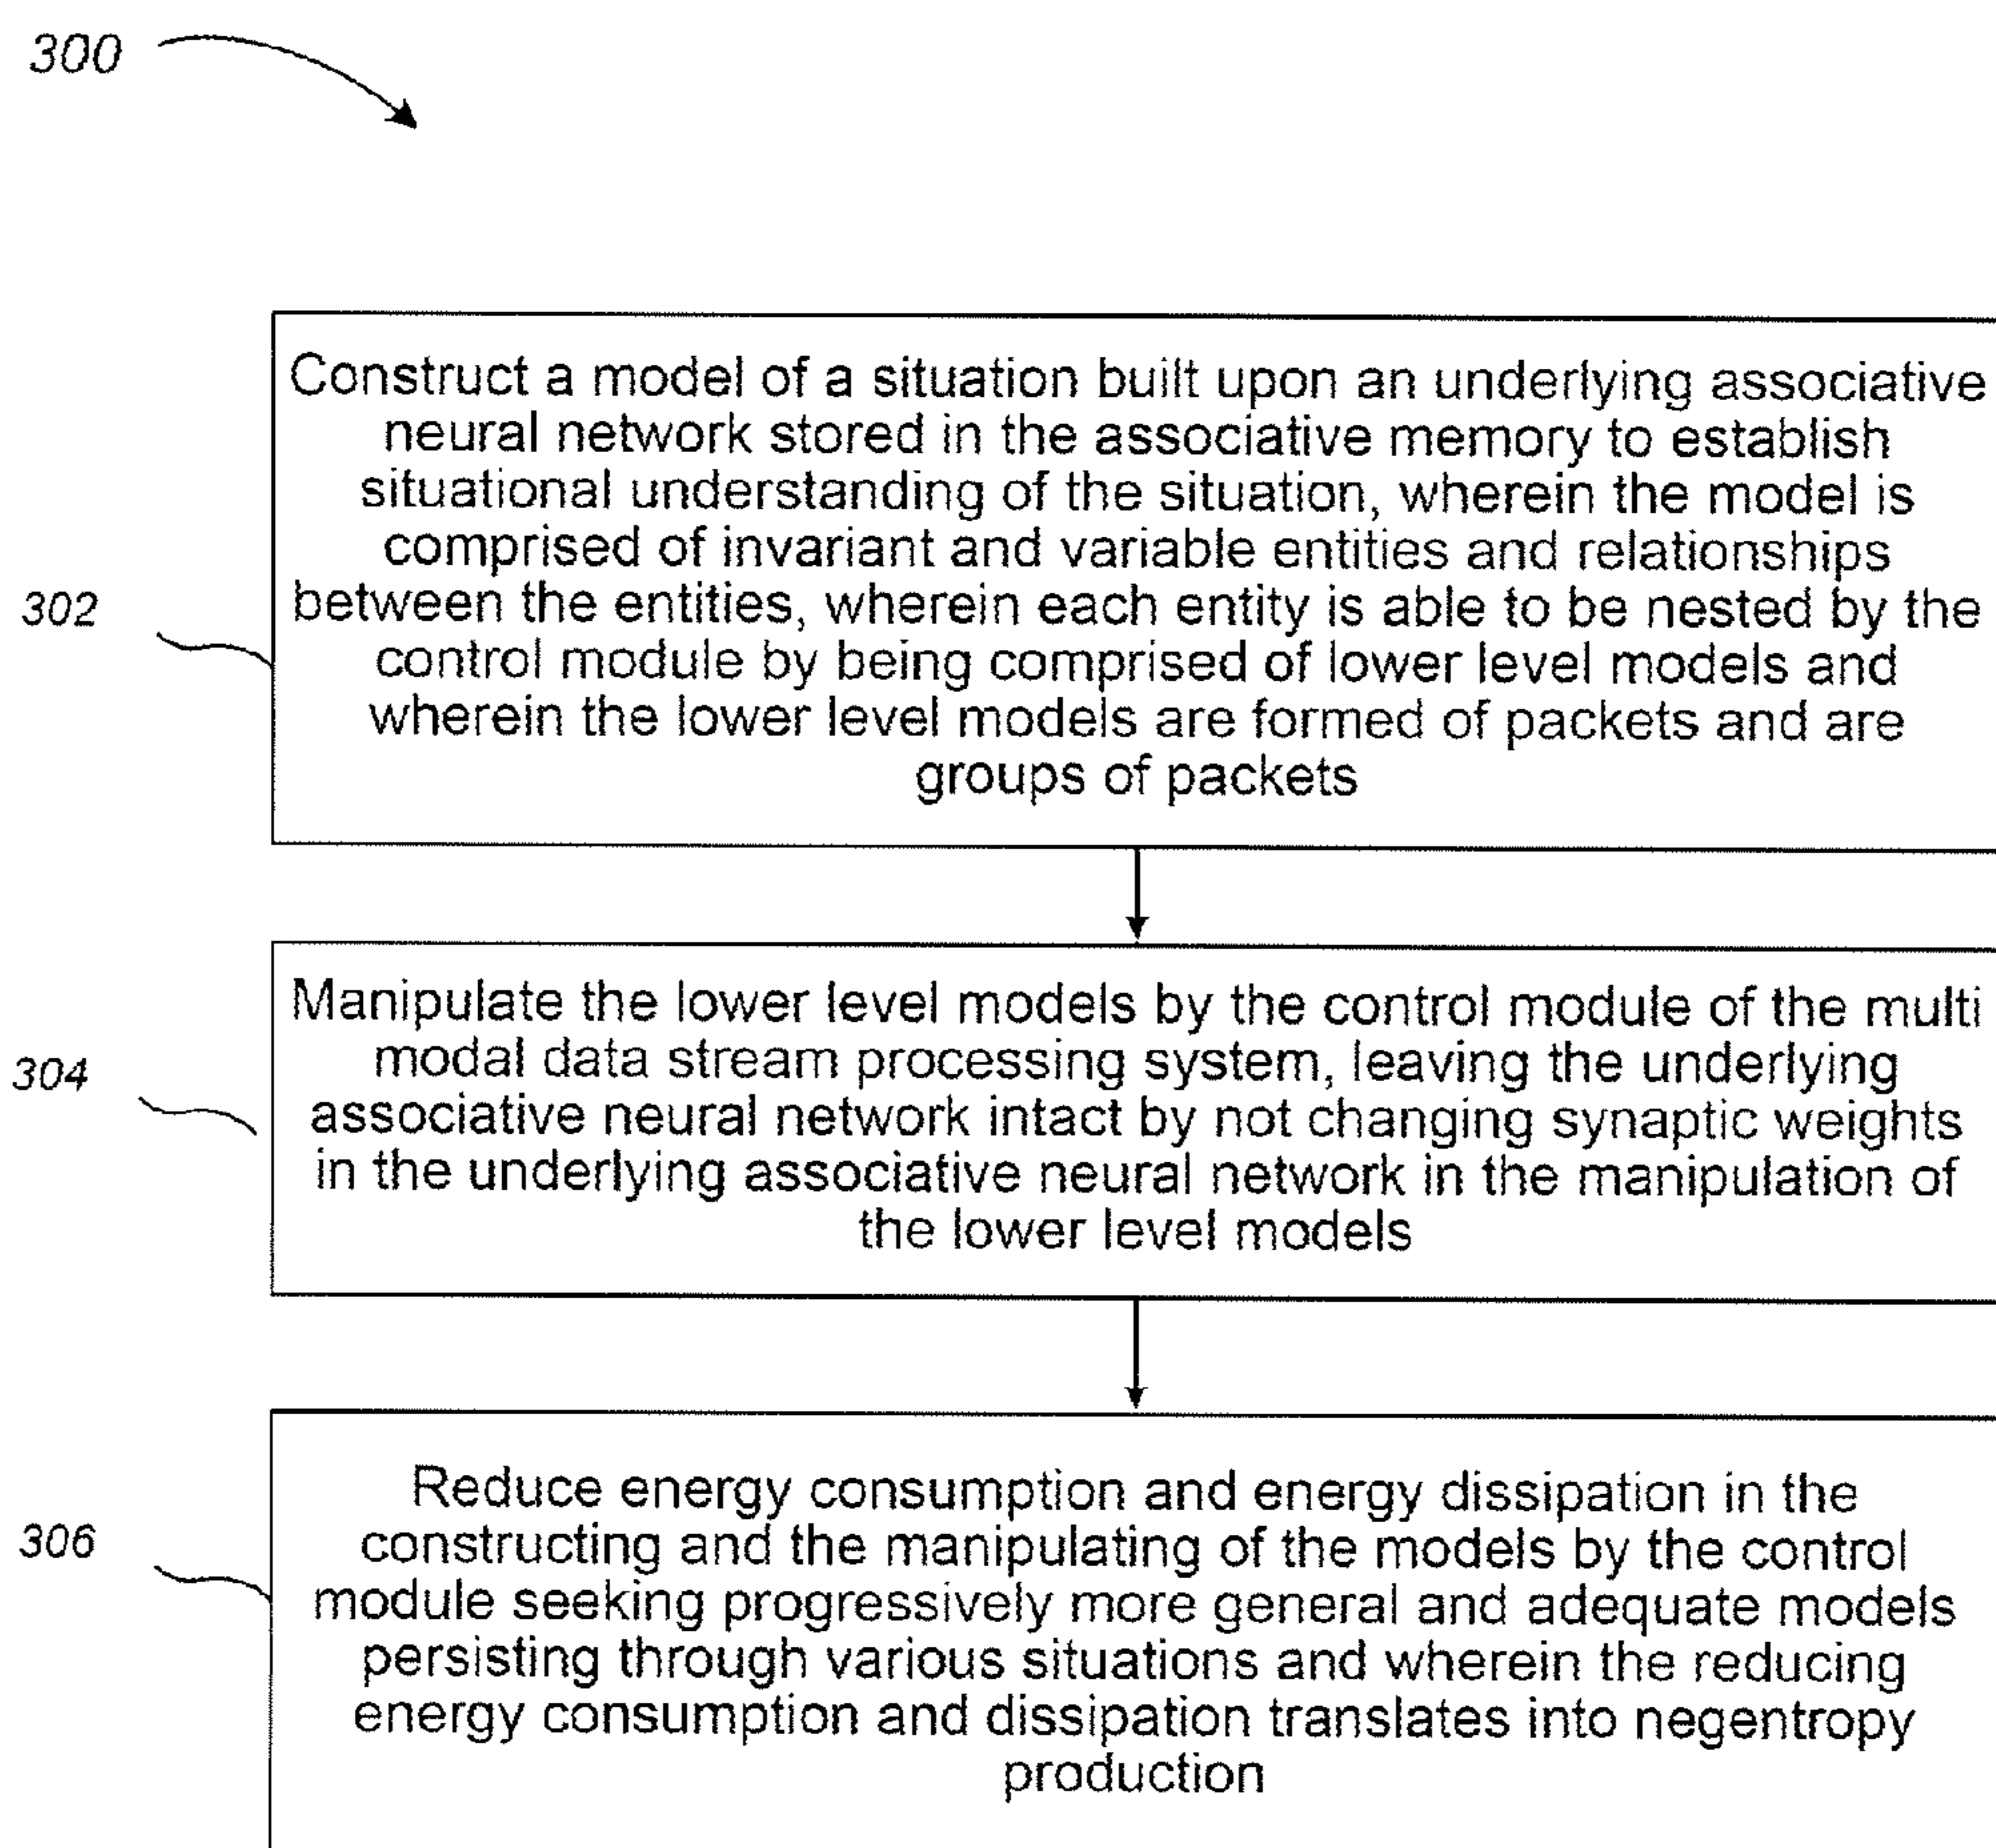 300
Construct a model of a situation built upon an underlying associative
neural network stored in the associative memory to establish
situational understanding of the situation, wherein the model is
comprised of invariant and variable entities and relationships
between the entities, wherein each entity is able to be nested by the
control module by being comprised of lower level models and
wherein the lower level models are formed of packets and are
groups of packets
302
Manipulate the lower level models by the control module of the multi
modal data stream processing system, leaving the underlying
associative neural network intact by not changing synaptic weights
in the underlying associative neural network in the manipulation of
the lower level models
304
Reduce energy consumption and energy dissipation in the
constructing and the manipulating of the models by the control
module seeking progressively more general and adequate models
persisting through various situations and wherein the reducing
energy consumption and dissipation translates into negentropy
production
306